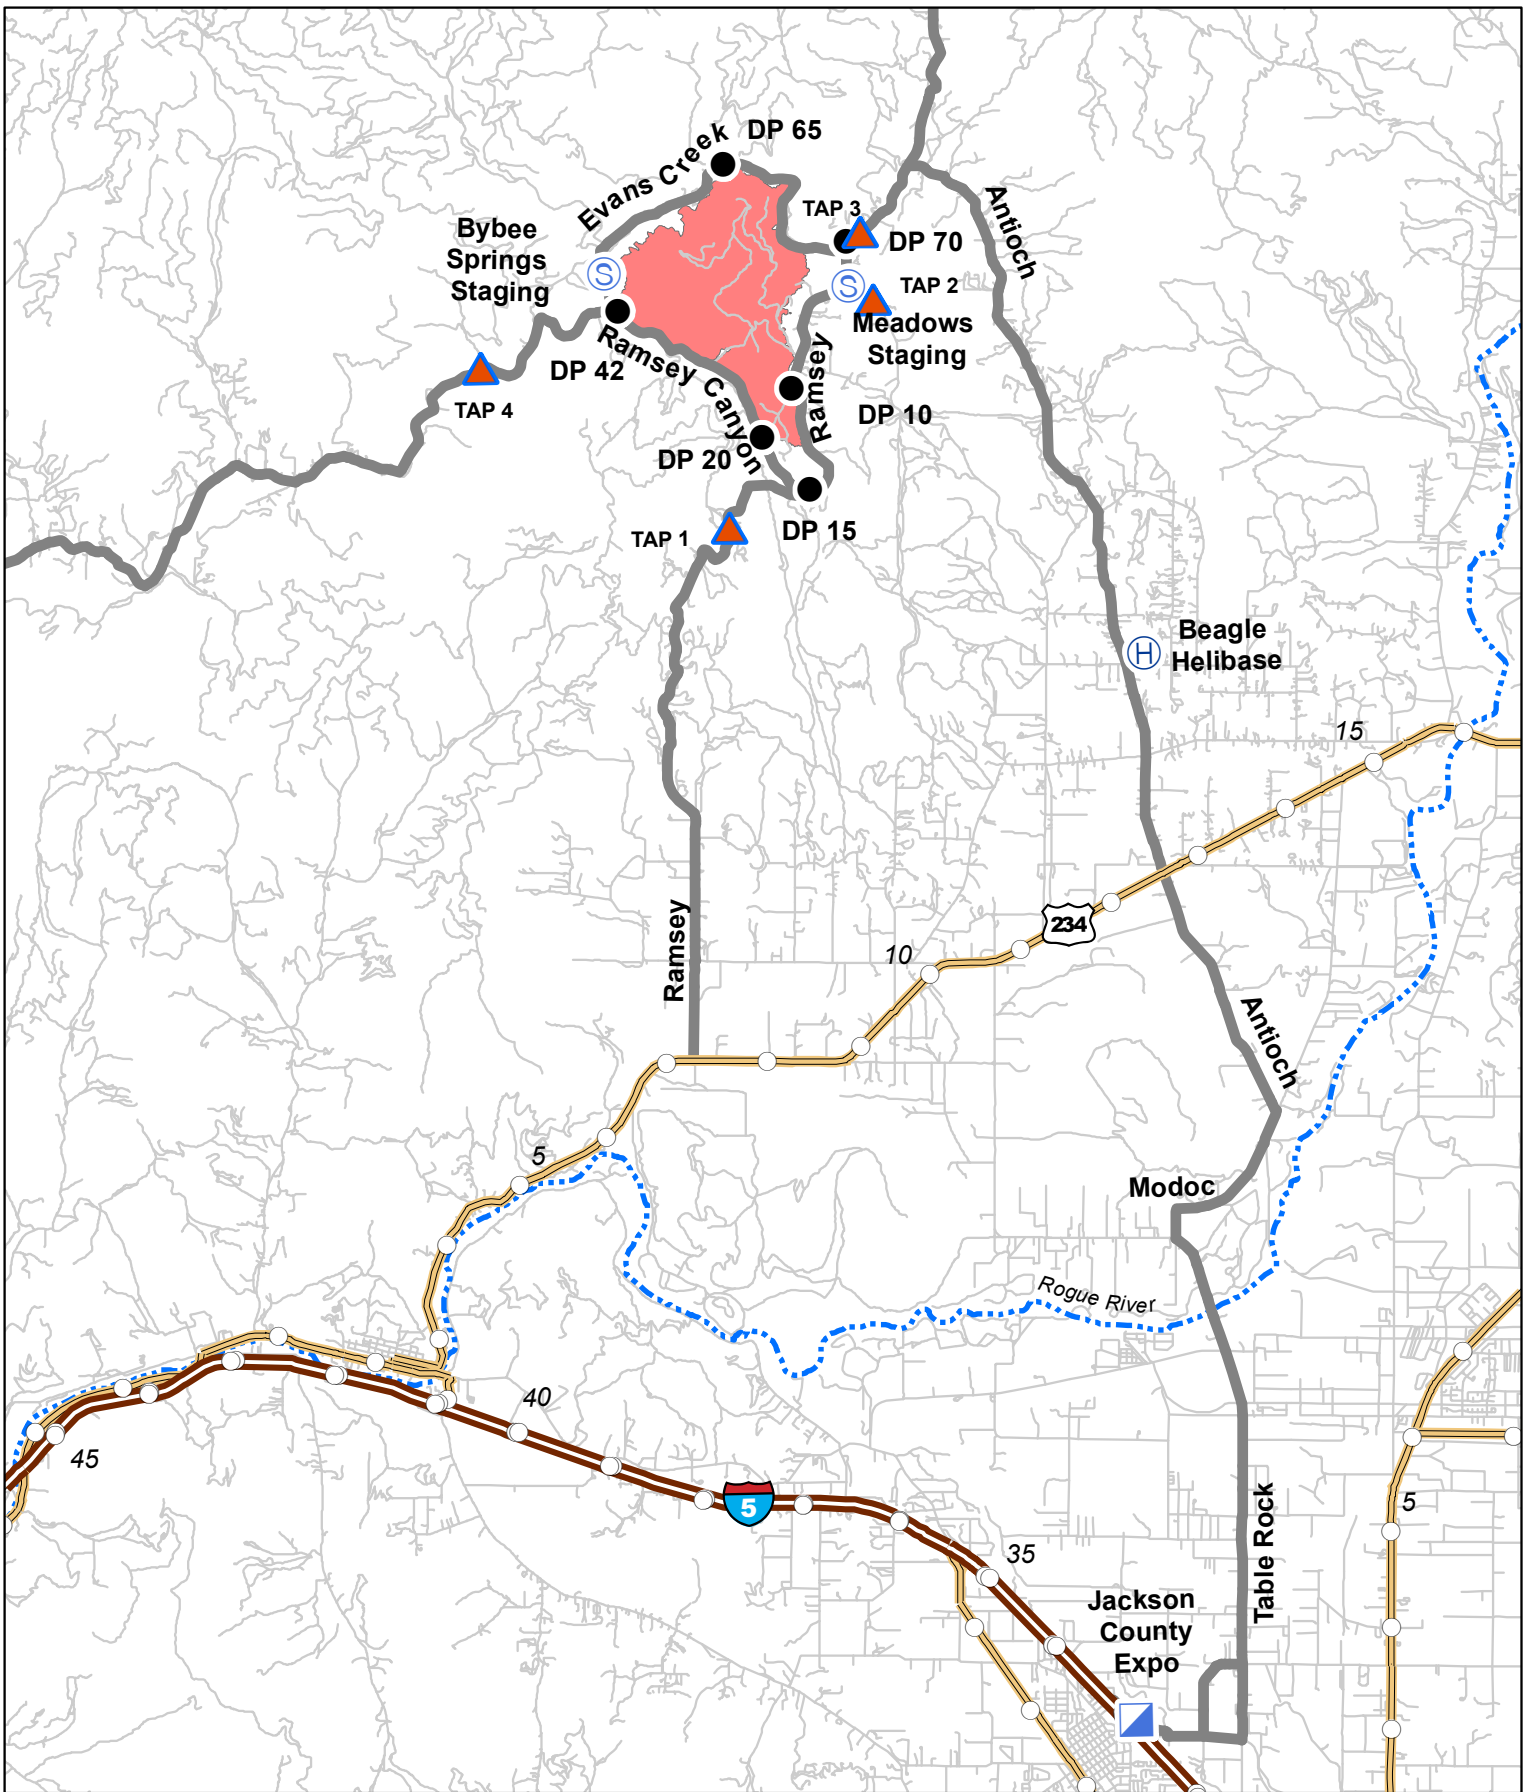 DP 65
Evans Creek
TAP 3
Antioch
Bybee
Springs
Staging
S
DP 70
S
TAP 2
Meadows
Staging
Ramsey Canyon
Ramsey
DP 42
TAP 4
DP 10
DP 20
DP 15
TAP 1
Beagle
Helibase
H
15
234
10
Ramsey
Antioch
5
Modoc
Rogue River
40
45
5
5
35
Table Rock
Jackson
County
Expo